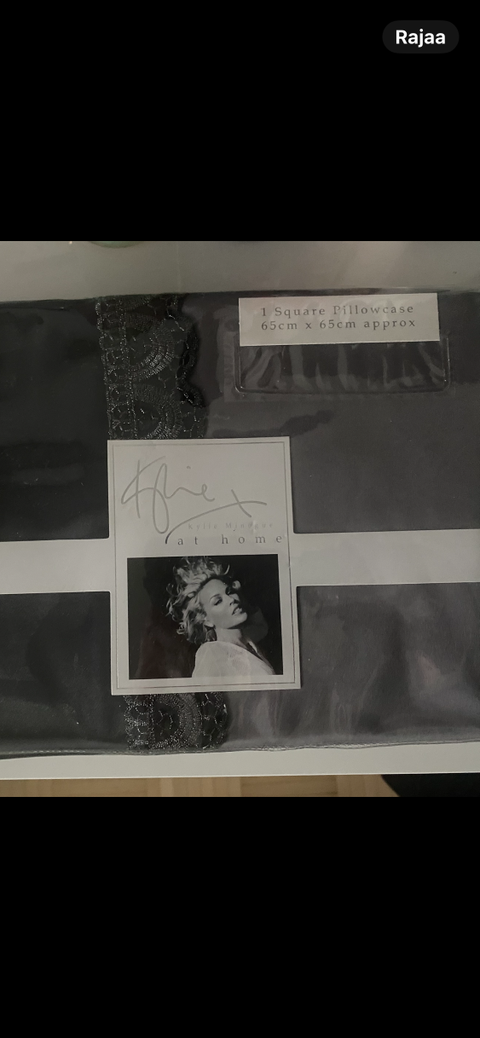 Rajaa
1 Square Pillowcase
65cm x 65cm approx
Kylie x
Kylie Minogue
at home